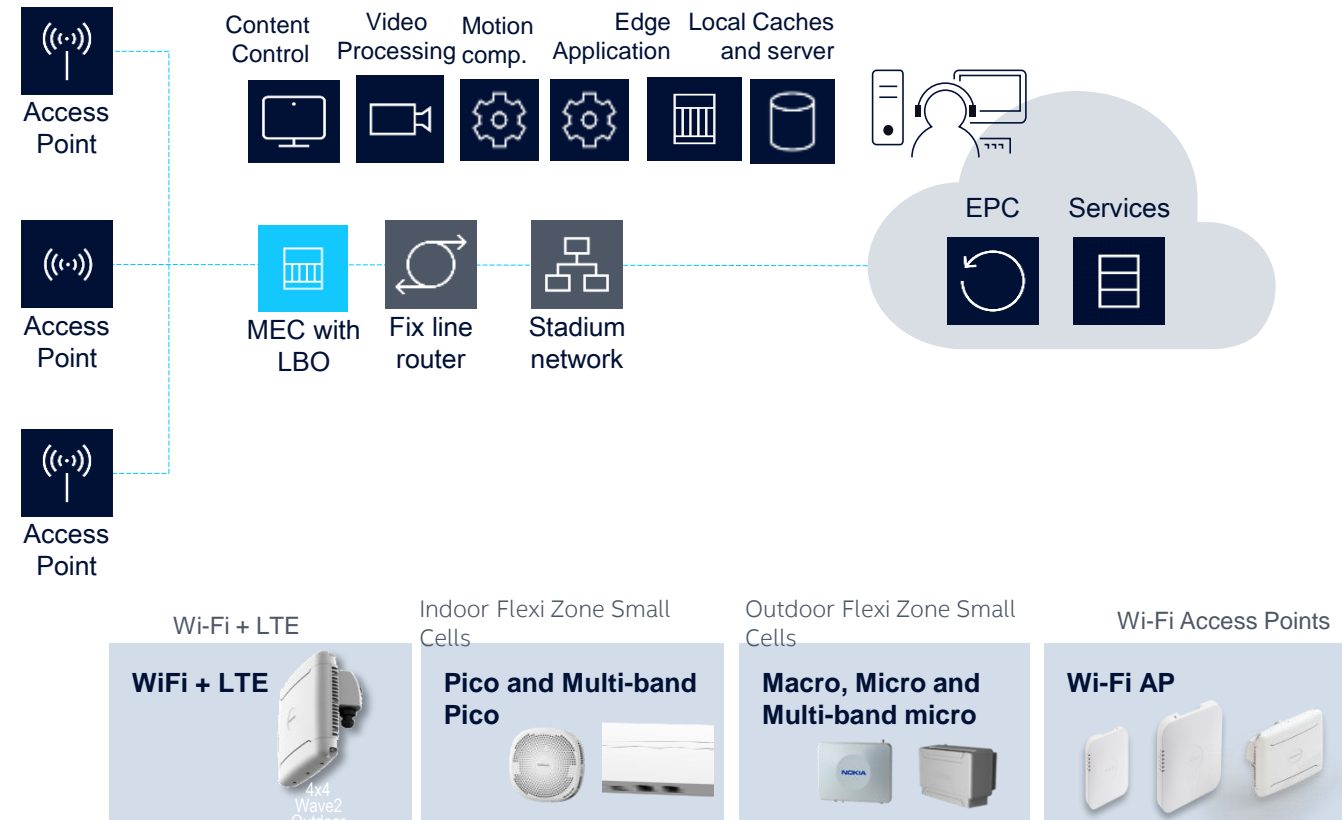 Content
Control
Video
Processing
Motion
comp.
Edge
Application
Local Caches
and server
Access
Point
EPC
Services
Access
Point
MEC with
LBO
Fix line
router
Stadium
network
Access
Point
Wi-Fi + LTE
Indoor Flexi Zone Small
Cells
Outdoor Flexi Zone Small
Cells
Wi-Fi Access Points
WiFi + LTE
Pico and Multi-band
Pico
Macro, Micro and
Multi-band micro
Wi-Fi AP
NOKIA
4x4
Wave2
Outdoor